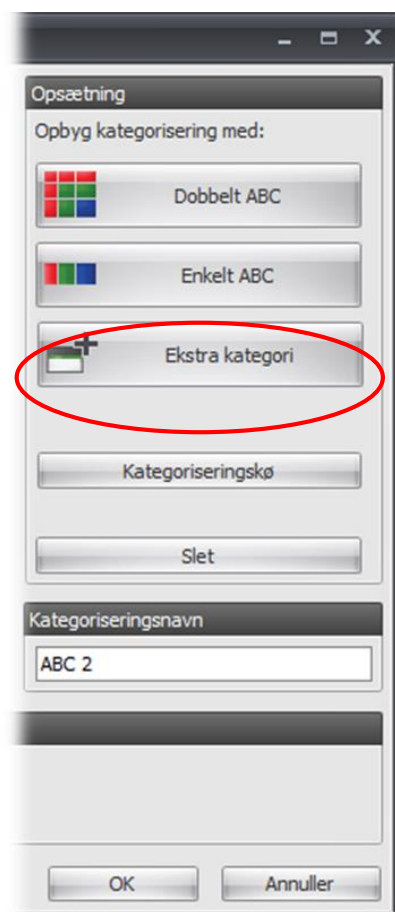 Opsætning
Opbyg kategorisering med:
Dobbelt ABC
Enkelt ABC
Ekstra kategori
Kategoriseringskø
Slet
Kategoriseringsnavn
ABC 2
OK
Annuller